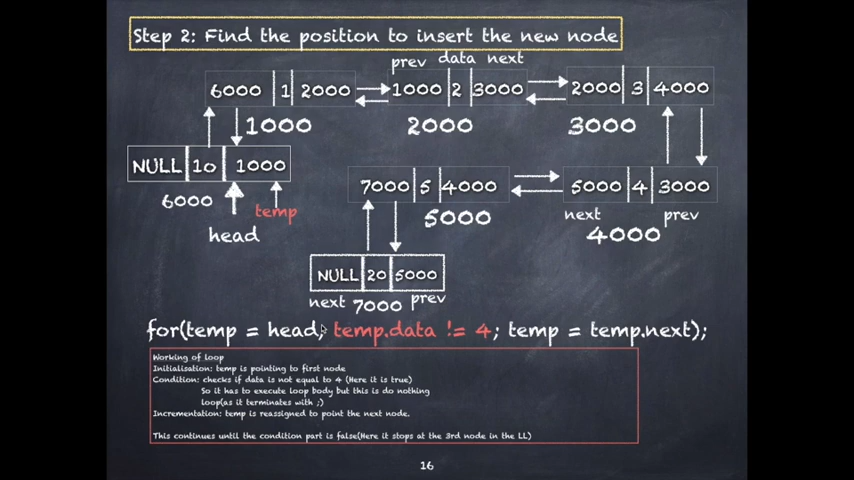 Step 2: Find the position to insert the new node
prev data next
6000 1 2000
1000 2 3000
2000 3 4000
1000
2000
3000
NULL 10 1000
7000 5 4000
5000 4 3000
6000
temp
head
5000
next
prev
4000
NULL 20 5000
next 7000 prev
for(temp = head; temp.data != 4; temp = temp.next);
Working of loop
Initialisation: temp is pointing to first node
Condition: checks if data is not equal to 4 (Here it is true)
So it has to execute loop body but this is do nothing
loop(as it terminates with ;)
Incrementation: temp is reassigned to point the next node.
This continues until the condition part is false(Here it stops at the 3rd node in the LL)
16